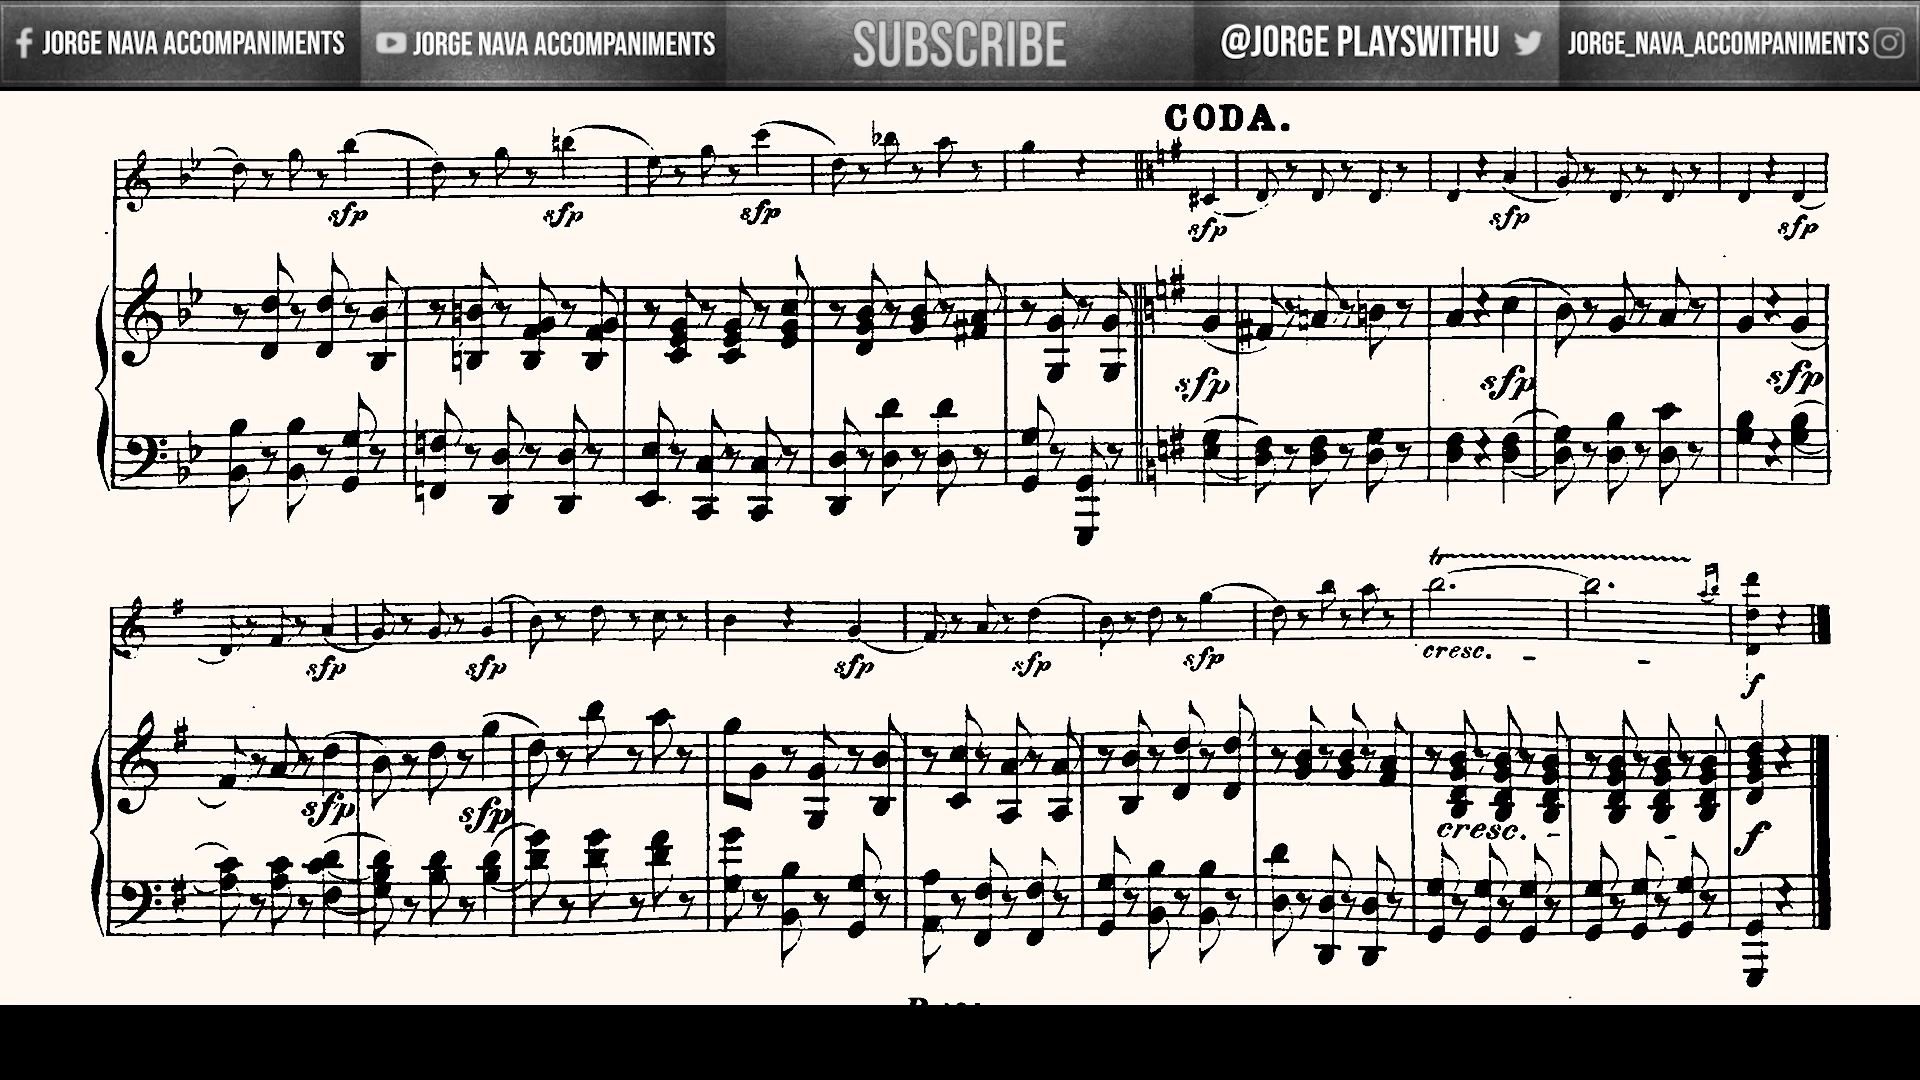 JORGE NAVA ACCOMPANIMENTS JORGE NAVA ACCOMPANIMENTS SUBSCRIBE @JORGE PLAYSWITHU JORGE_NAVA_ACCOMPANIMENTS
CODA.
sfp sfp sfp sfp sfp sfp
sfp sfp sfp
tr
sfp sfp sfp sfp sfp cresc. - - f
sfp sfp cresc. - - f